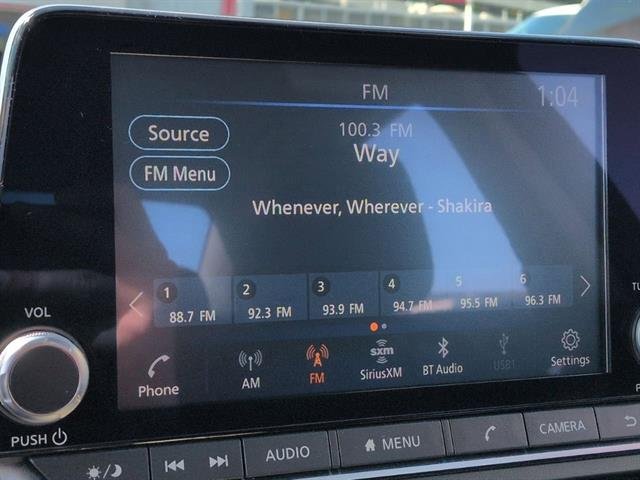 FM
1:04
Source
100.3 FM
Way
FM Menu
Whenever, Wherever - Shakira
1 2 3 4 5 6
88.7 FM 92.3 FM 93.9 FM 94.7 FM 95.5 FM 96.3 FM
VOL
Phone AM FM sxm SiriusXM BT Audio USB1 Settings
PUSH
AUDIO MENU CAMERA